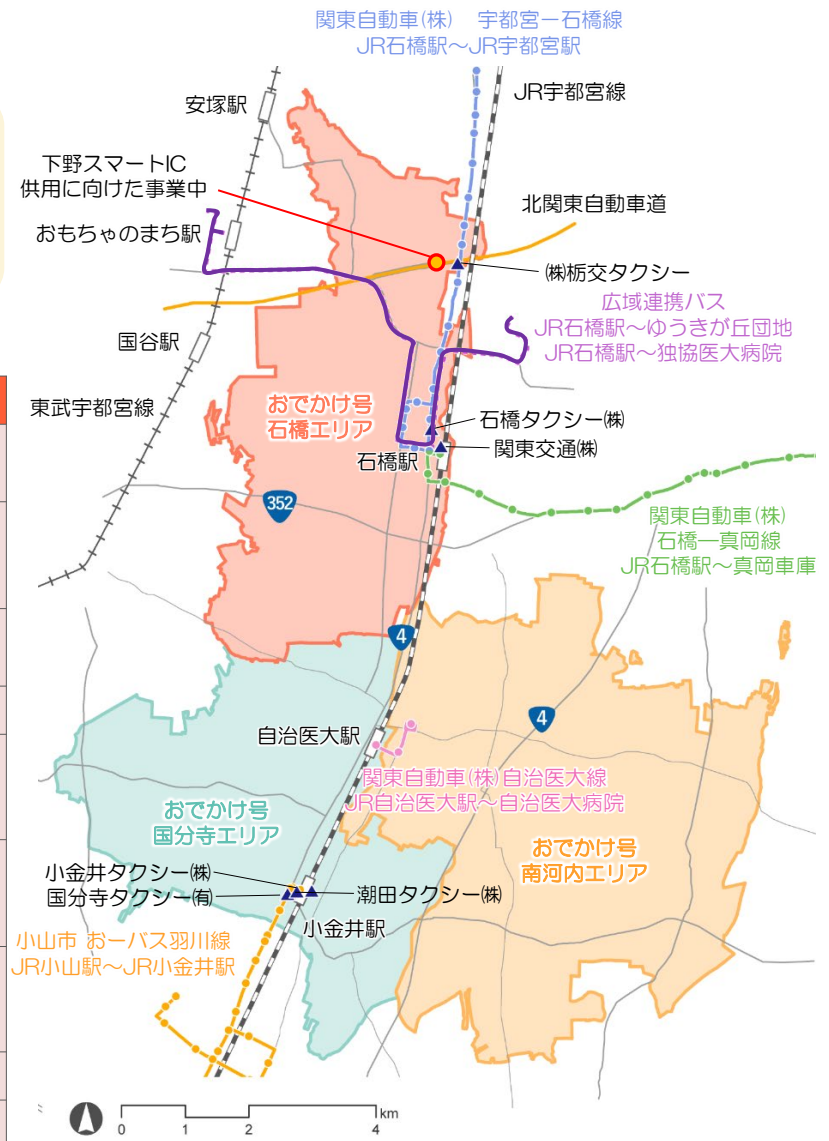 関東自動車(株) 宇都宮ー石橋線
JR石橋駅〜JR宇都宮駅
安塚駅
JR宇都宮線
下野スマートIC
供用に向けた事業中
北関東自動車道
おもちゃのまち駅
㈱栃交タクシー
広域連携バス
JR石橋駅〜ゆうきが丘団地
JR石橋駅〜獨協医大病院
国谷駅
東武宇都宮線
おでかけ号
石橋エリア
石橋タクシー㈱
関東交通㈱
石橋駅
352
関東自動車(株)
石橋―真岡線
JR石橋駅〜真岡車庫
4
4
自治医大駅
関東自動車(株)自治医大線
JR自治医大駅〜自治医大病院
おでかけ号
国分寺エリア
おでかけ号
南河内エリア
小金井タクシー㈱
国分寺タクシー㈲
潮田タクシー㈱
小金井駅
小山市 おーバス羽川線
JR小山駅〜JR小金井駅
km
0 1 2 4